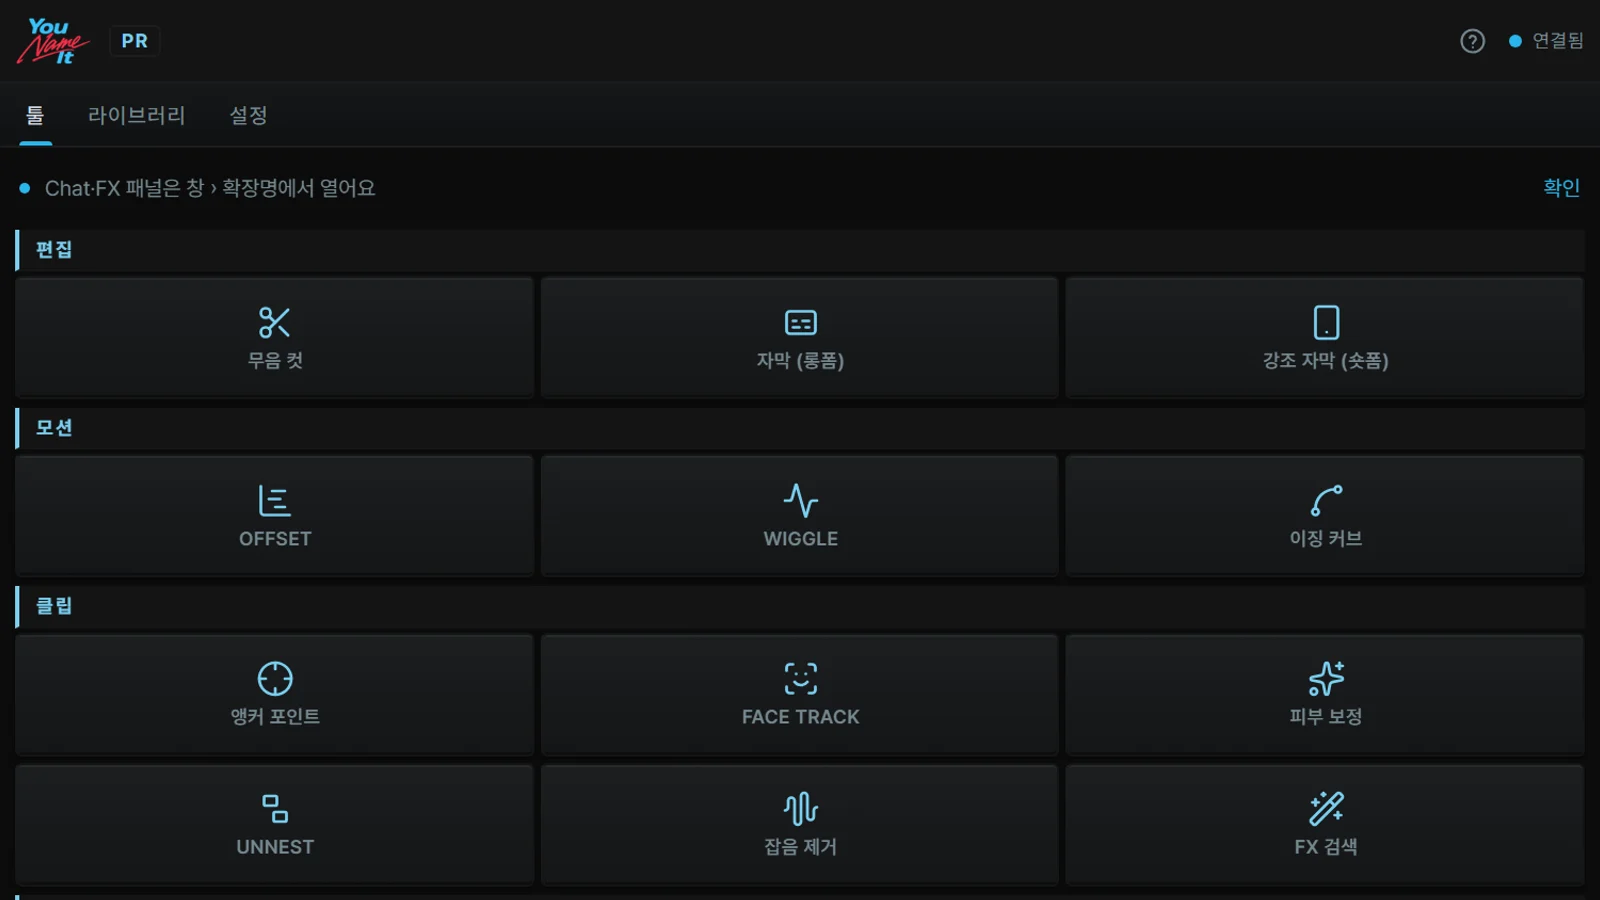 You
Name
It
PR
연결됨
툴
라이브러리
설정
Chat·FX 패널은 창 › 확장명에서 열어요
확인
편집
무음 컷
자막 (롱폼)
강조 자막 (숏폼)
모션
OFFSET
WIGGLE
이징 커브
클립
앵커 포인트
FACE TRACK
피부 보정
UNNEST
잡음 제거
FX 검색